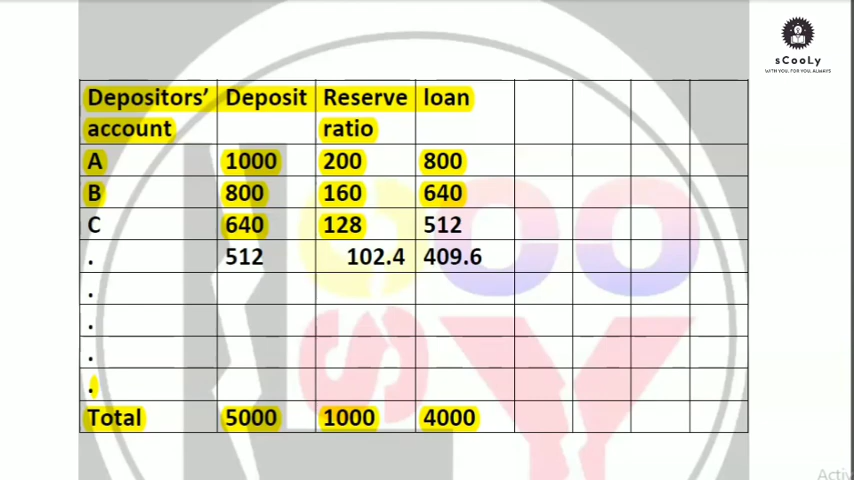 sCooLy
WITH YOU, FOR YOU, ALWAYS
Depositors’ Deposit Reserve loan
account ratio
A 1000 200 800
B 800 160 640
C 640 128 512
. 512 102.4 409.6
.
.
.
.
Total 5000 1000 4000
Activ